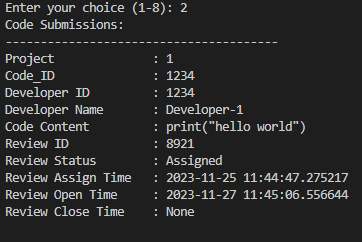 Enter your choice (1-8): 2
Code Submissions:
---------------------------------------
Project : 1
Code_ID : 1234
Developer ID : 1234
Developer Name : Developer-1
Code Content : print("hello world")
Review ID : 8921
Review Status : Assigned
Review Assign Time : 2023-11-25 11:44:47.275217
Review Open Time : 2023-11-27 11:45:06.556644
Review Close Time : None